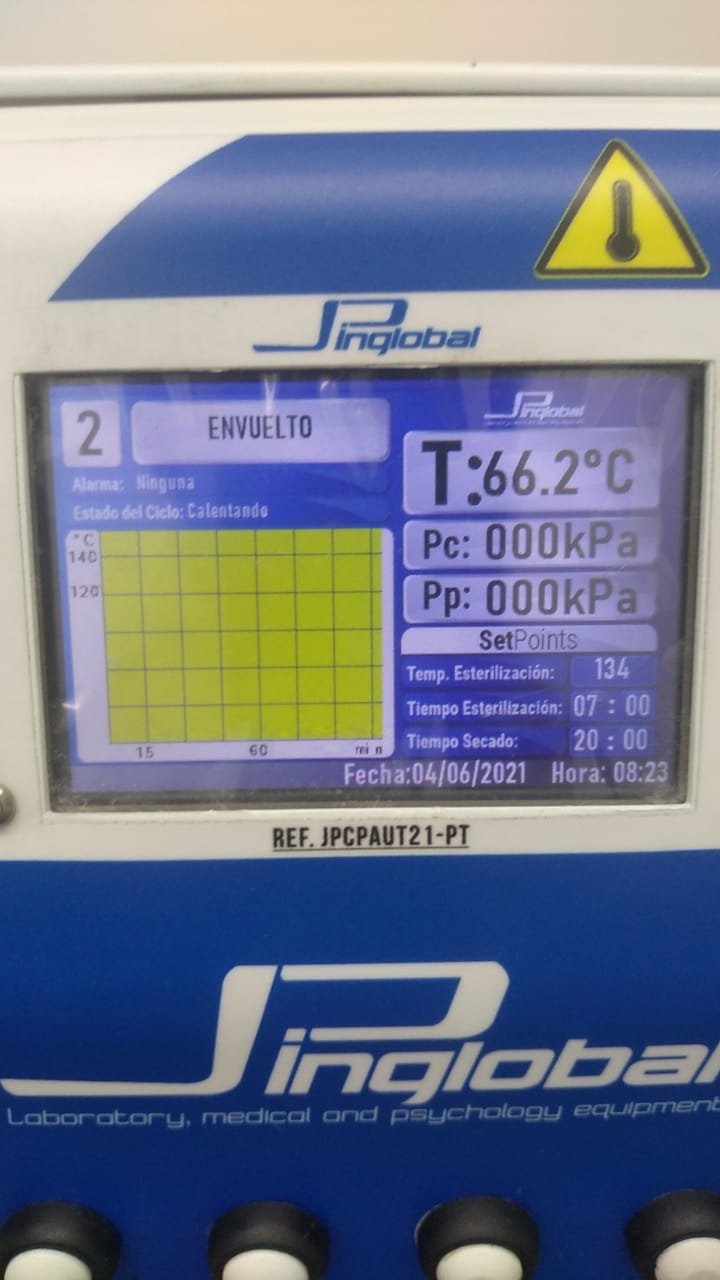 JPinglobal
2 ENVUELTO
Alarma: Ninguna
Estado del Ciclo: Calentando
°C
140
120
15 60 min
JPinglobal
T:66.2°C
Pc: 000kPa
Pp: 000kPa
SetPoints
Temp. Esterilización: 134
Tiempo Esterilización: 07 : 00
Tiempo Secado: 20 : 00
Fecha:04/06/2021 Hora: 08:23
REF. JPCPAUT21-PT
JPinglobal
Laboratory, medical and psychology equipment